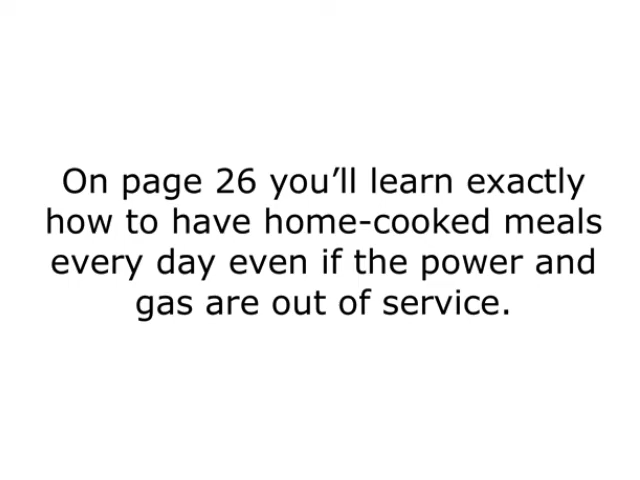 On page 26 you’ll learn exactly
how to have home-cooked meals
every day even if the power and
gas are out of service.